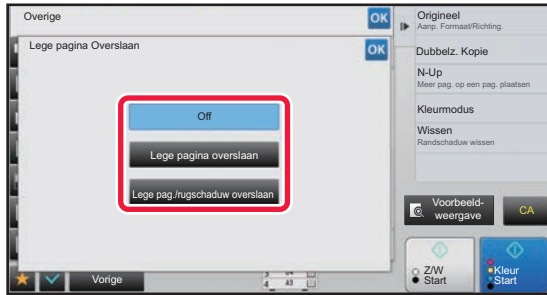 Overige
OK
Lege pagina Overslaan
OK
Off
Lege pagina overslaan
Lege pag./rugschaduw overslaan
Vorige
A3
4
Origineel
Aanp. Formaat/Richting.
Dubbelz. Kopie
N-Up
Meer pag. op een pag. plaatsen
Kleurmodus
Wissen
Randschaduw wissen
Voorbeeld-
weergave
CA
Z/W
Start
Kleur
Start